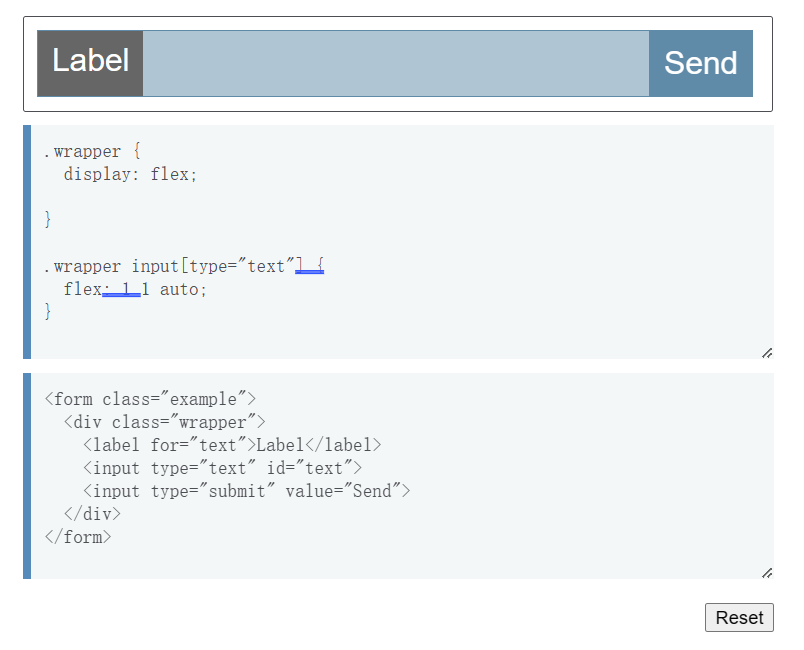 Label Send
.wrapper {
  display: flex;

}

.wrapper input[type="text"] {
  flex: 1 1 auto;
}
<form class="example">
  <div class="wrapper">
    <label for="text">Label</label>
    <input type="text" id="text">
    <input type="submit" value="Send">
  </div>
</form>
Reset